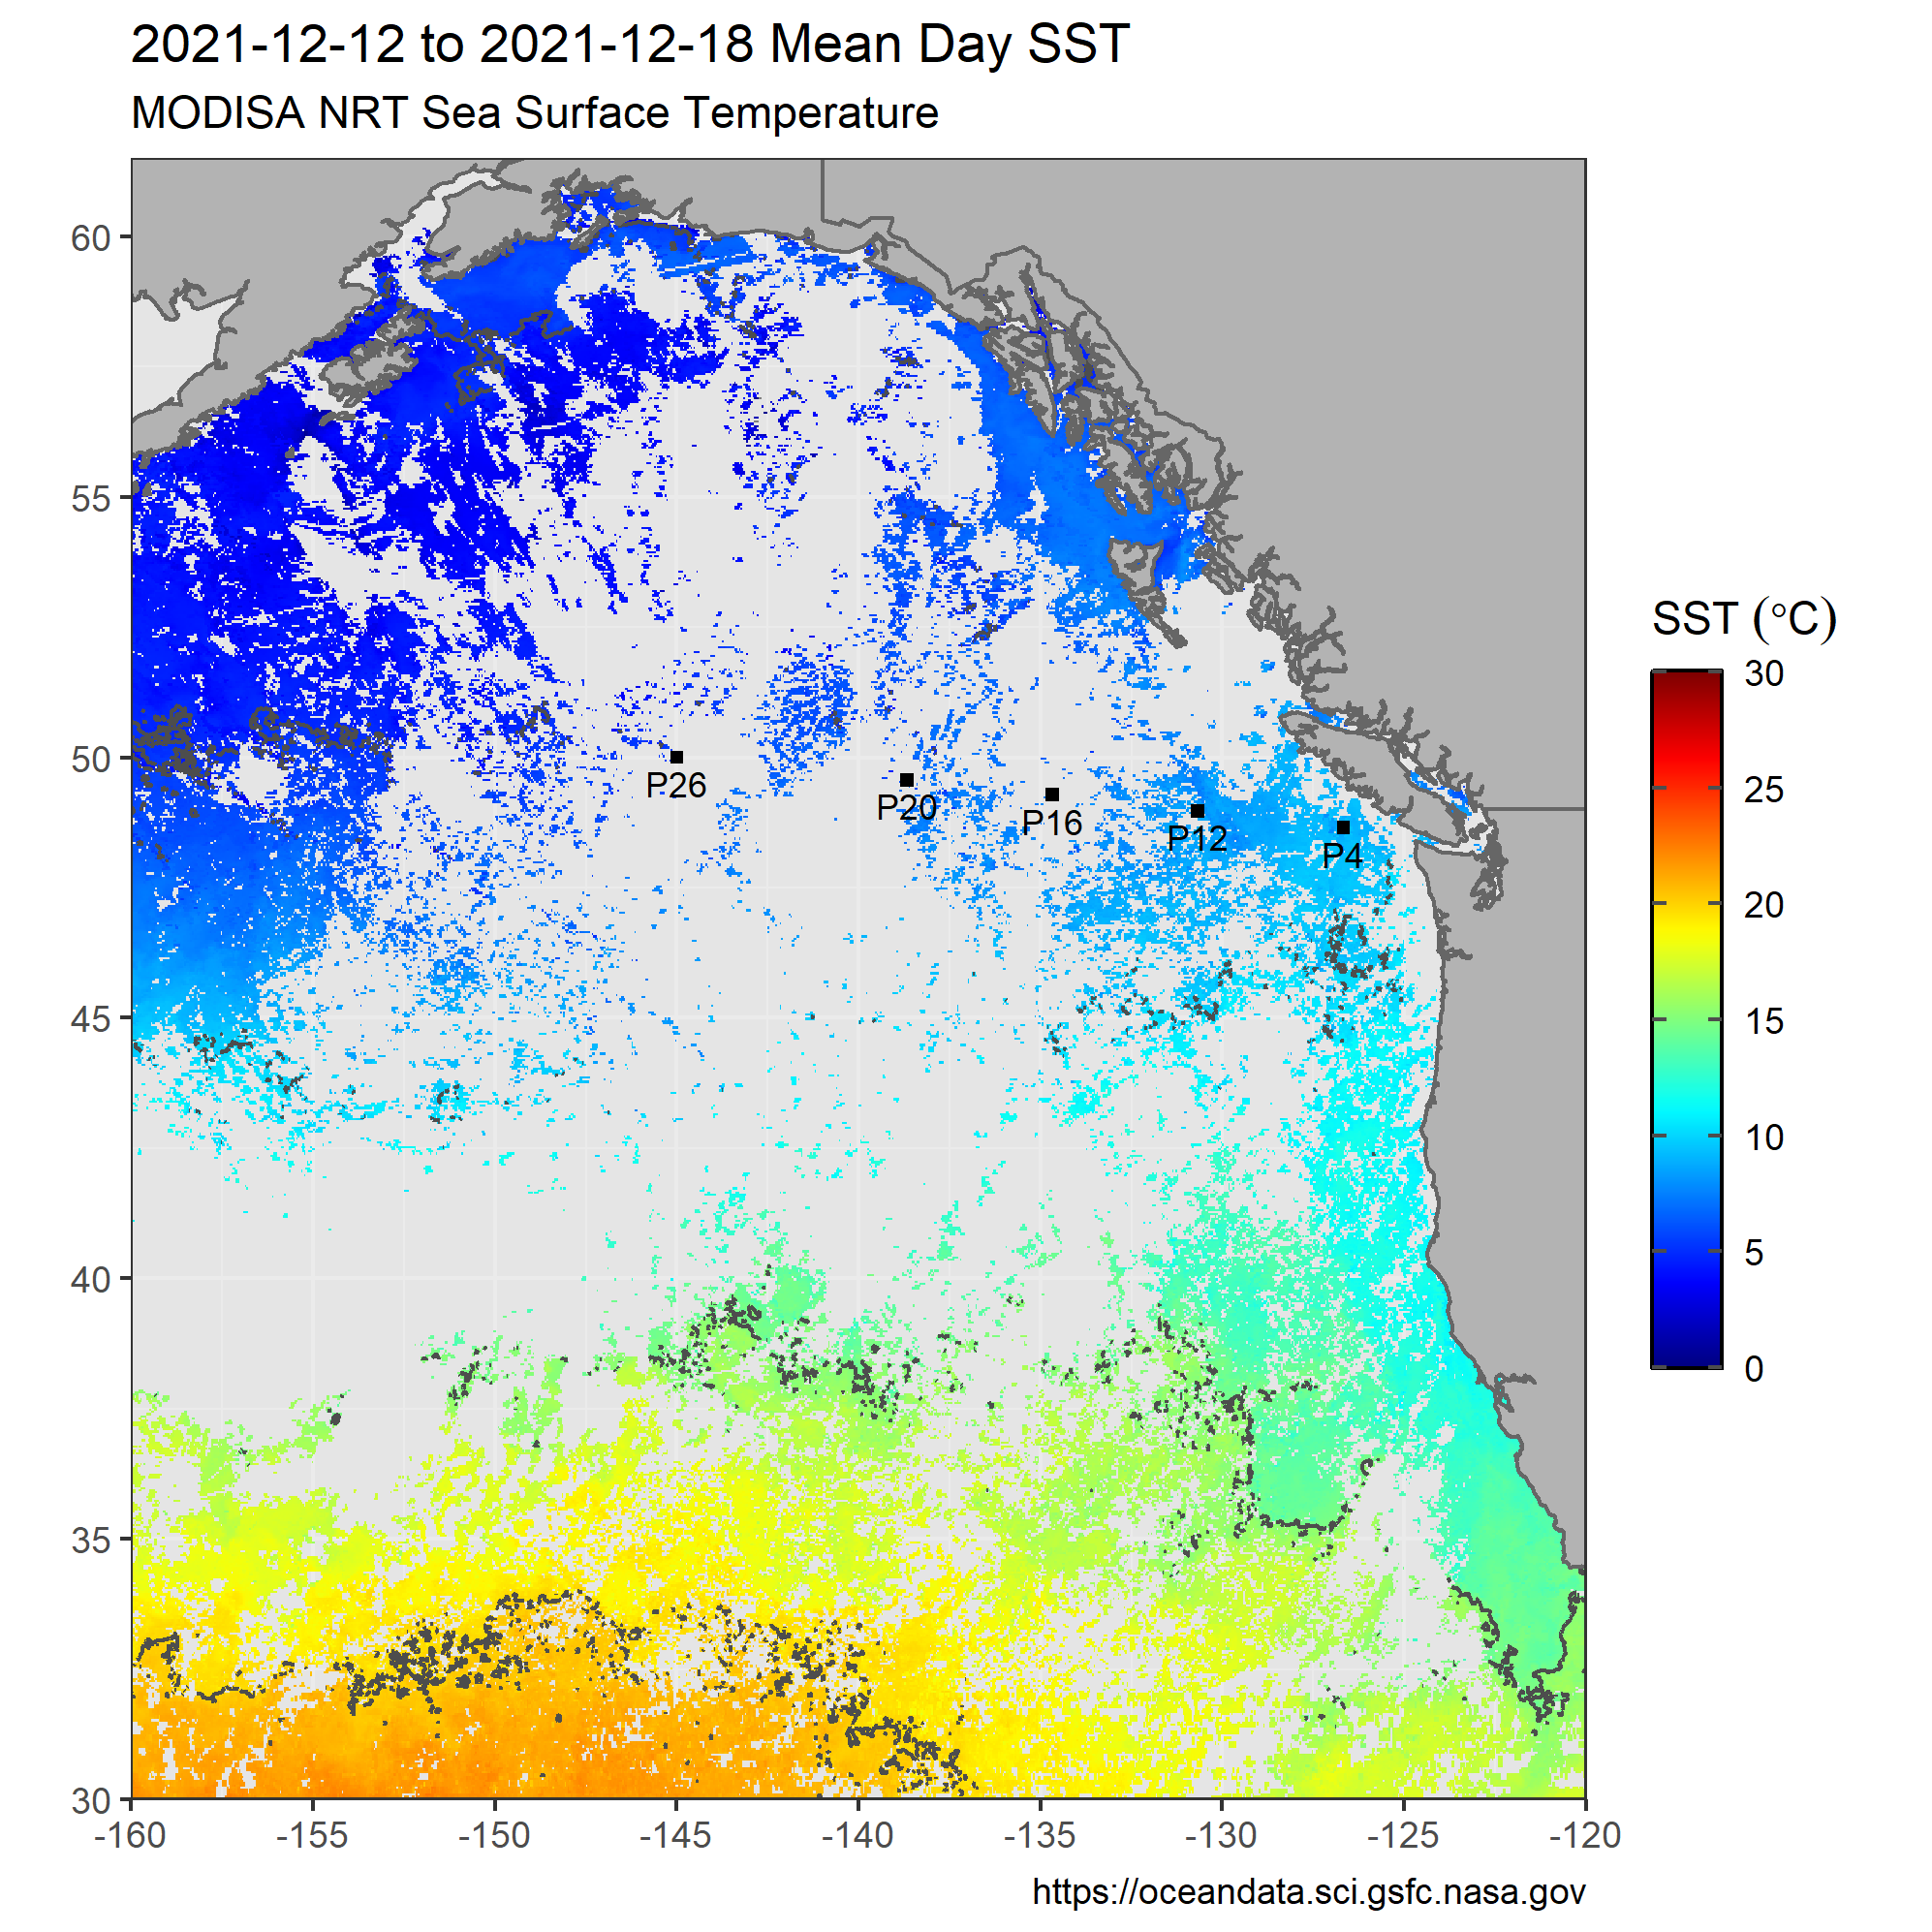 2021-12-12 to 2021-12-18 Mean Day SST
MODISA NRT Sea Surface Temperature
60
55
50
45
40
35
30
-160
-155
-150
-145
-140
-135
-130
-125
-120
P26
P20
P16
P12
P4
SST (°C)
30
25
20
15
10
5
0
https://oceandata.sci.gsfc.nasa.gov